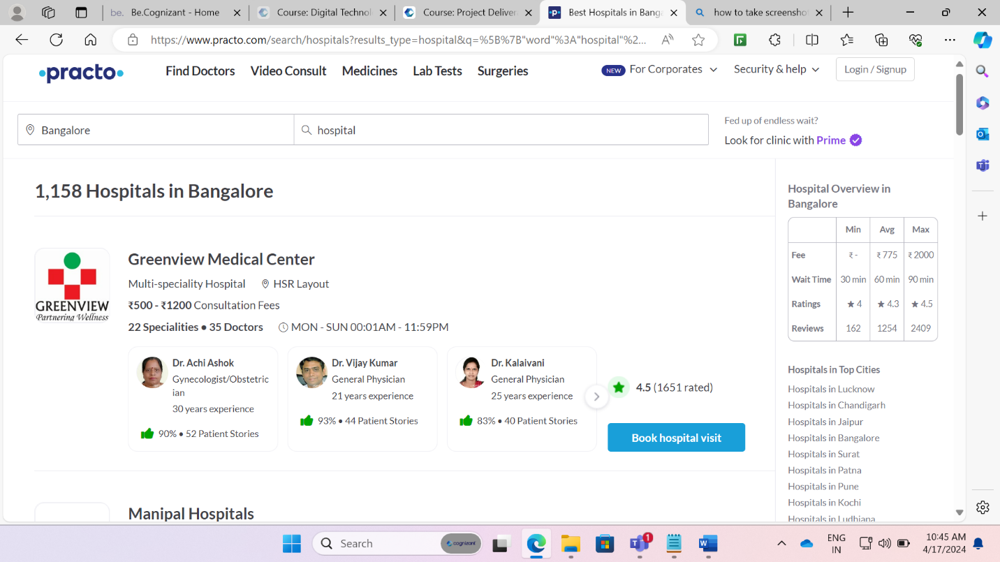 be. Be.Cognizant - Home
Course: Digital Technol
Course: Project Deliver
Best Hospitals in Banga
how to take screenshot
https://www.practo.com/search/hospitals?results_type=hospital&q=%5B%7B"word"%3A"hospital"%2...
practo
Find Doctors
Video Consult
Medicines
Lab Tests
Surgeries
NEW For Corporates
Security & help
Login / Signup
Bangalore
hospital
Fed up of endless wait?
Look for clinic with Prime
1,158 Hospitals in Bangalore
GREENVIEW
Partnering Wellness
Greenview Medical Center
Multi-speciality Hospital HSR Layout
₹500 - ₹1200 Consultation Fees
22 Specialities ● 35 Doctors MON - SUN 00:01AM - 11:59PM
Dr. Achi Ashok
Gynecologist/Obstetric
ian
30 years experience
90% ● 52 Patient Stories
Dr. Vijay Kumar
General Physician
21 years experience
93% ● 44 Patient Stories
Dr. Kalaivani
General Physician
25 years experience
83% ● 40 Patient Stories
4.5 (1651 rated)
Book hospital visit
Manipal Hospitals
Hospital Overview in
Bangalore
Min Avg Max
Fee ₹ - ₹ 775 ₹ 2000
Wait Time 30 min 60 min 90 min
Ratings ★ 4 ★ 4.3 ★ 4.5
Reviews 162 1254 2409
Hospitals in Top Cities
Hospitals in Lucknow
Hospitals in Chandigarh
Hospitals in Jaipur
Hospitals in Bangalore
Hospitals in Surat
Hospitals in Patna
Hospitals in Pune
Hospitals in Kochi
Hospitals in Ludhiana
Search
cognizant
1
ENG
IN
10:45 AM
4/17/2024